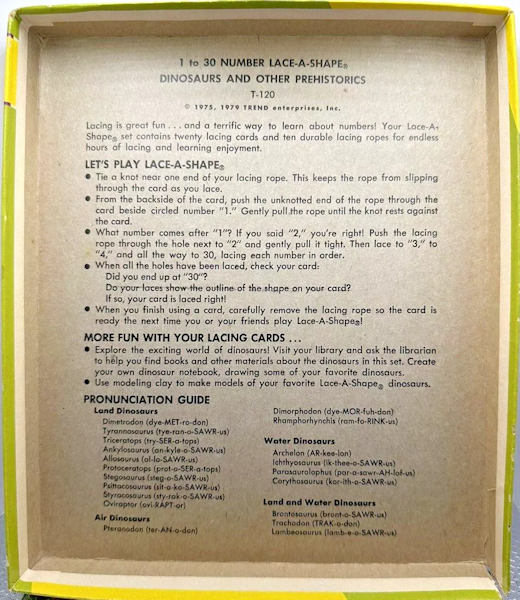 1 to 30 NUMBER LACE-A-SHAPE®
DINOSAURS AND OTHER PREHISTORICS
T-120
© 1975, 1979 TREND enterprises, Inc.
Lacing is great fun . . . and a terrific way to learn about numbers! Your Lace-A-
Shape® set contains twenty lacing cards and ten durable lacing ropes for endless
hours of lacing and learning enjoyment.
LET'S PLAY LACE-A-SHAPE®
● Tie a knot near one end of your lacing rope. This keeps the rope from slipping
through the card as you lace.
● From the backside of the card, push the unknotted end of the rope through the
card beside circled number "1." Gently pull the rope until the knot rests against
the card.
● What number comes after "1"? If you said "2," you're right! Push the lacing
rope through the hole next to "2" and gently pull it tight. Then lace to "3," to
"4," and all the way to 30, lacing each number in order.
● When all the holes have been laced, check your card:
Did you end up at "30"?
Do your laces show the outline of the shape on your card?
If so, your card is laced right!
● When you finish using a card, carefully remove the lacing rope so the card is
ready the next time you or your friends play Lace-A-Shape®!
MORE FUN WITH YOUR LACING CARDS . . .
● Explore the exciting world of dinosaurs! Visit your library and ask the librarian
to help you find books and other materials about the dinosaurs in this set. Create
your own dinosaur notebook, drawing some of your favorite dinosaurs.
● Use modeling clay to make models of your favorite Lace-A-Shape® dinosaurs.
PRONUNCIATION GUIDE
Land Dinosaurs
Dimetrodon (dye-MET-ro-don)
Tyrannosaurus (tye-ran-o-SAWR-us)
Triceratops (try-SER-a-tops)
Ankylosaurus (an-kyle-o-SAWR-us)
Allosaurus (al-lo-SAWR-us)
Protoceratops (prot-o-SER-a-tops)
Stegosaurus (steg-o-SAWR-us)
Psittacosaurus (sit-a-ko-SAWR-us)
Styracosaurus (sty-rak-o-SAWR-us)
Oviraptor (ovi-RAPT-or)
Air Dinosaurs
Pteranodon (ter-AN-o-don)
Dimorphodon (dye-MOR-fuh-don)
Rhamphorhynchis (ram-fo-RINK-us)
Water Dinosaurs
Archelon (AR-kee-lon)
Ichthyosaurus (ik-thee-o-SAWR-us)
Parasaurolophus (par-a-sawr-AH-lof-us)
Corythosaurus (kor-ith-o-SAWR-us)
Land and Water Dinosaurs
Brontosaurus (bront-o-SAWR-us)
Trachodon (TRAK-o-don)
Lambeosaurus (lamb-e-o-SAWR-us)